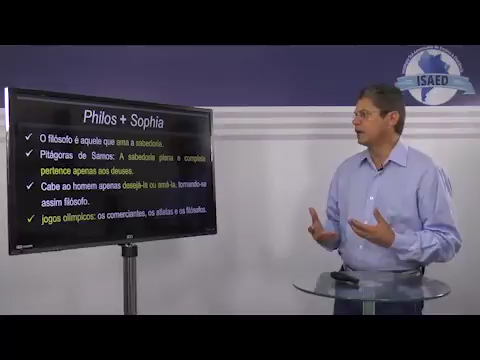 ISAED
Philos + Sophia
✓ O filósofo é aquele que ama a sabedoria.
✓ Pitágoras de Samos: A sabedoria plena e completa
pertence apenas aos deuses.
✓ Cabe ao homem apenas desejá-la ou amá-la, tornando-se
assim filósofo.
✓ jogos olímpicos: os comerciantes, os atletas e os filósofos.